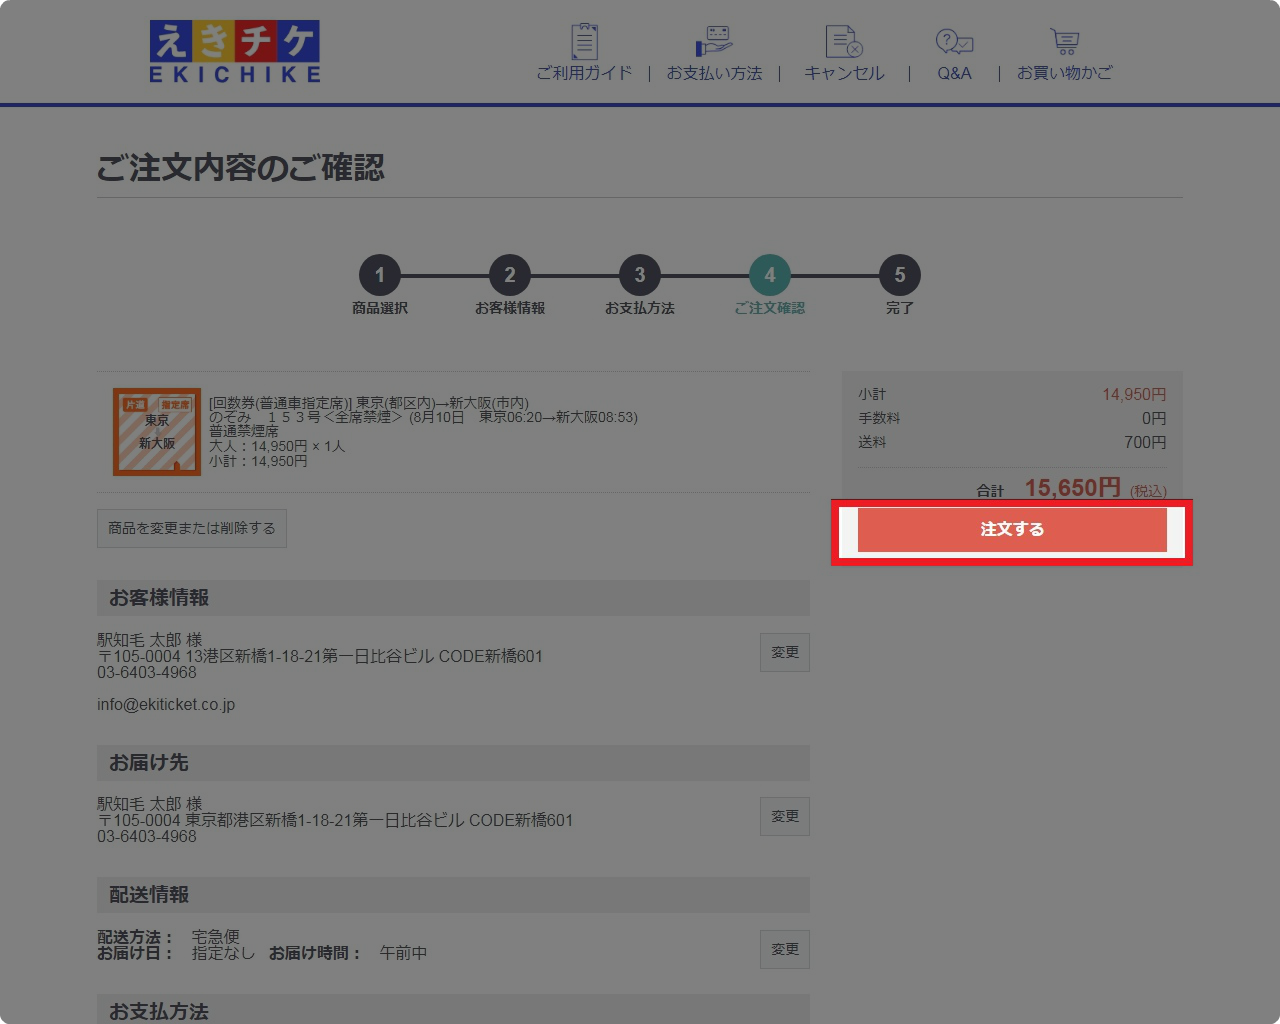 えきチケ
EKICHIKE
ご利用ガイド
お支払い方法
キャンセル
Q&A
お買い物かご
ご注文内容のご確認
1
2
3
4
5
商品選択
お客様情報
お支払方法
ご注文確認
完了
片道
指定席
東京
新大阪
[回数券(普通車指定席)] 東京(都区内)→新大阪(市内)
のぞみ　１５３号＜全席禁煙＞ (8月10日　東京06:20→新大阪08:53)
普通禁煙席
大人：14,950円 × 1人
小計：14,950円
商品を変更または削除する
小計 14,950円
手数料 0円
送料 700円
合計 15,650円 (税込)
注文する
お客様情報
駅知毛 太郎 様
〒105-0004 13港区新橋1-18-21第一日比谷ビル CODE新橋601
03-6403-4968
info@ekiticket.co.jp
変更
お届け先
駅知毛 太郎 様
〒105-0004 東京都港区新橋1-18-21第一日比谷ビル CODE新橋601
03-6403-4968
変更
配送情報
配送方法： 宅急便
お届け日： 指定なし お届け時間： 午前中
変更
お支払方法